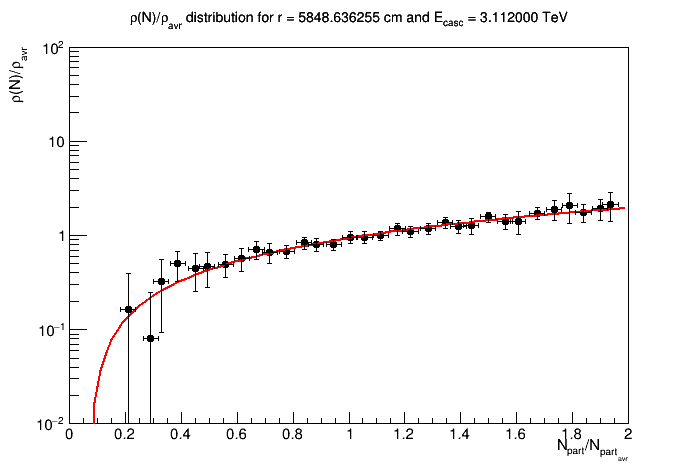 ρ(N)/ρavr distribution for r = 5848.636255 cm and Ecasc = 3.112000 TeV
ρ(N)/ρavr
10²
10
1
10⁻¹
10⁻²
0 0.2 0.4 0.6 0.8 1 1.2 1.4 1.6 1.8 2
Npart/Npartavr